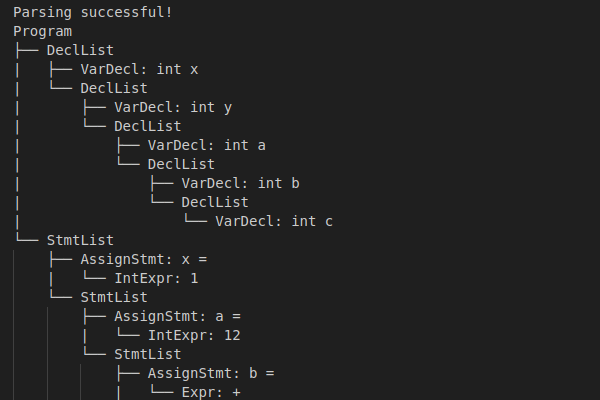 Parsing successful!
Program
├── DeclList
|   ├── VarDecl: int x
|   └── DeclList
|       ├── VarDecl: int y
|       └── DeclList
|           ├── VarDecl: int a
|           └── DeclList
|               ├── VarDecl: int b
|               └── DeclList
|                   └── VarDecl: int c
└── StmtList
    ├── AssignStmt: x =
    |   └── IntExpr: 1
    └── StmtList
        ├── AssignStmt: a =
        |   └── IntExpr: 12
        └── StmtList
            ├── AssignStmt: b =
            |   └── Expr: +